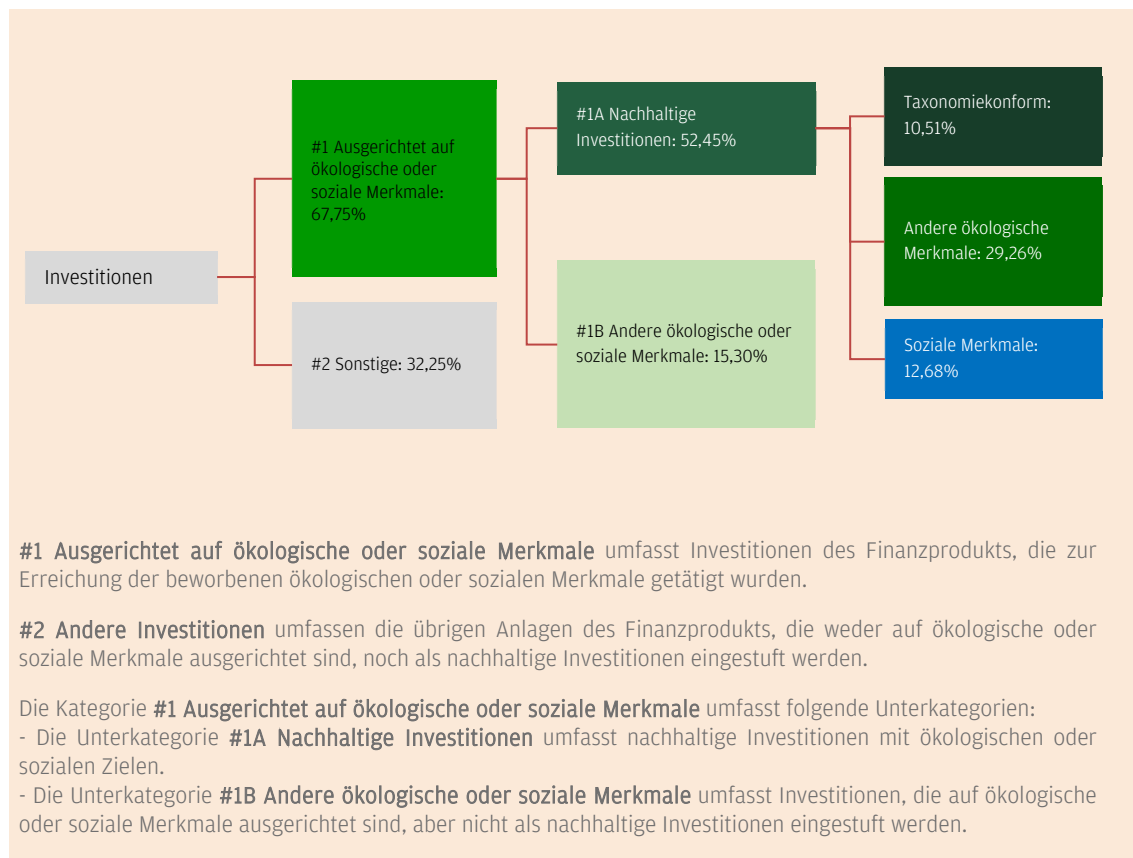 Investitionen
#1 Ausgerichtet auf
ökologische oder
soziale Merkmale:
67,75%
#2 Sonstige: 32,25%
#1A Nachhaltige
Investitionen: 52,45%
#1B Andere ökologische oder
soziale Merkmale: 15,30%
Taxonomiekonform:
10,51%
Andere ökologische
Merkmale: 29,26%
Soziale Merkmale:
12,68%
#1 Ausgerichtet auf ökologische oder soziale Merkmale umfasst Investitionen des Finanzprodukts, die zur
Erreichung der beworbenen ökologischen oder sozialen Merkmale getätigt wurden.
#2 Andere Investitionen umfassen die übrigen Anlagen des Finanzprodukts, die weder auf ökologische oder
soziale Merkmale ausgerichtet sind, noch als nachhaltige Investitionen eingestuft werden.
Die Kategorie #1 Ausgerichtet auf ökologische oder soziale Merkmale umfasst folgende Unterkategorien:
- Die Unterkategorie #1A Nachhaltige Investitionen umfasst nachhaltige Investitionen mit ökologischen oder
sozialen Zielen.
- Die Unterkategorie #1B Andere ökologische oder soziale Merkmale umfasst Investitionen, die auf ökologische
oder soziale Merkmale ausgerichtet sind, aber nicht als nachhaltige Investitionen eingestuft werden.